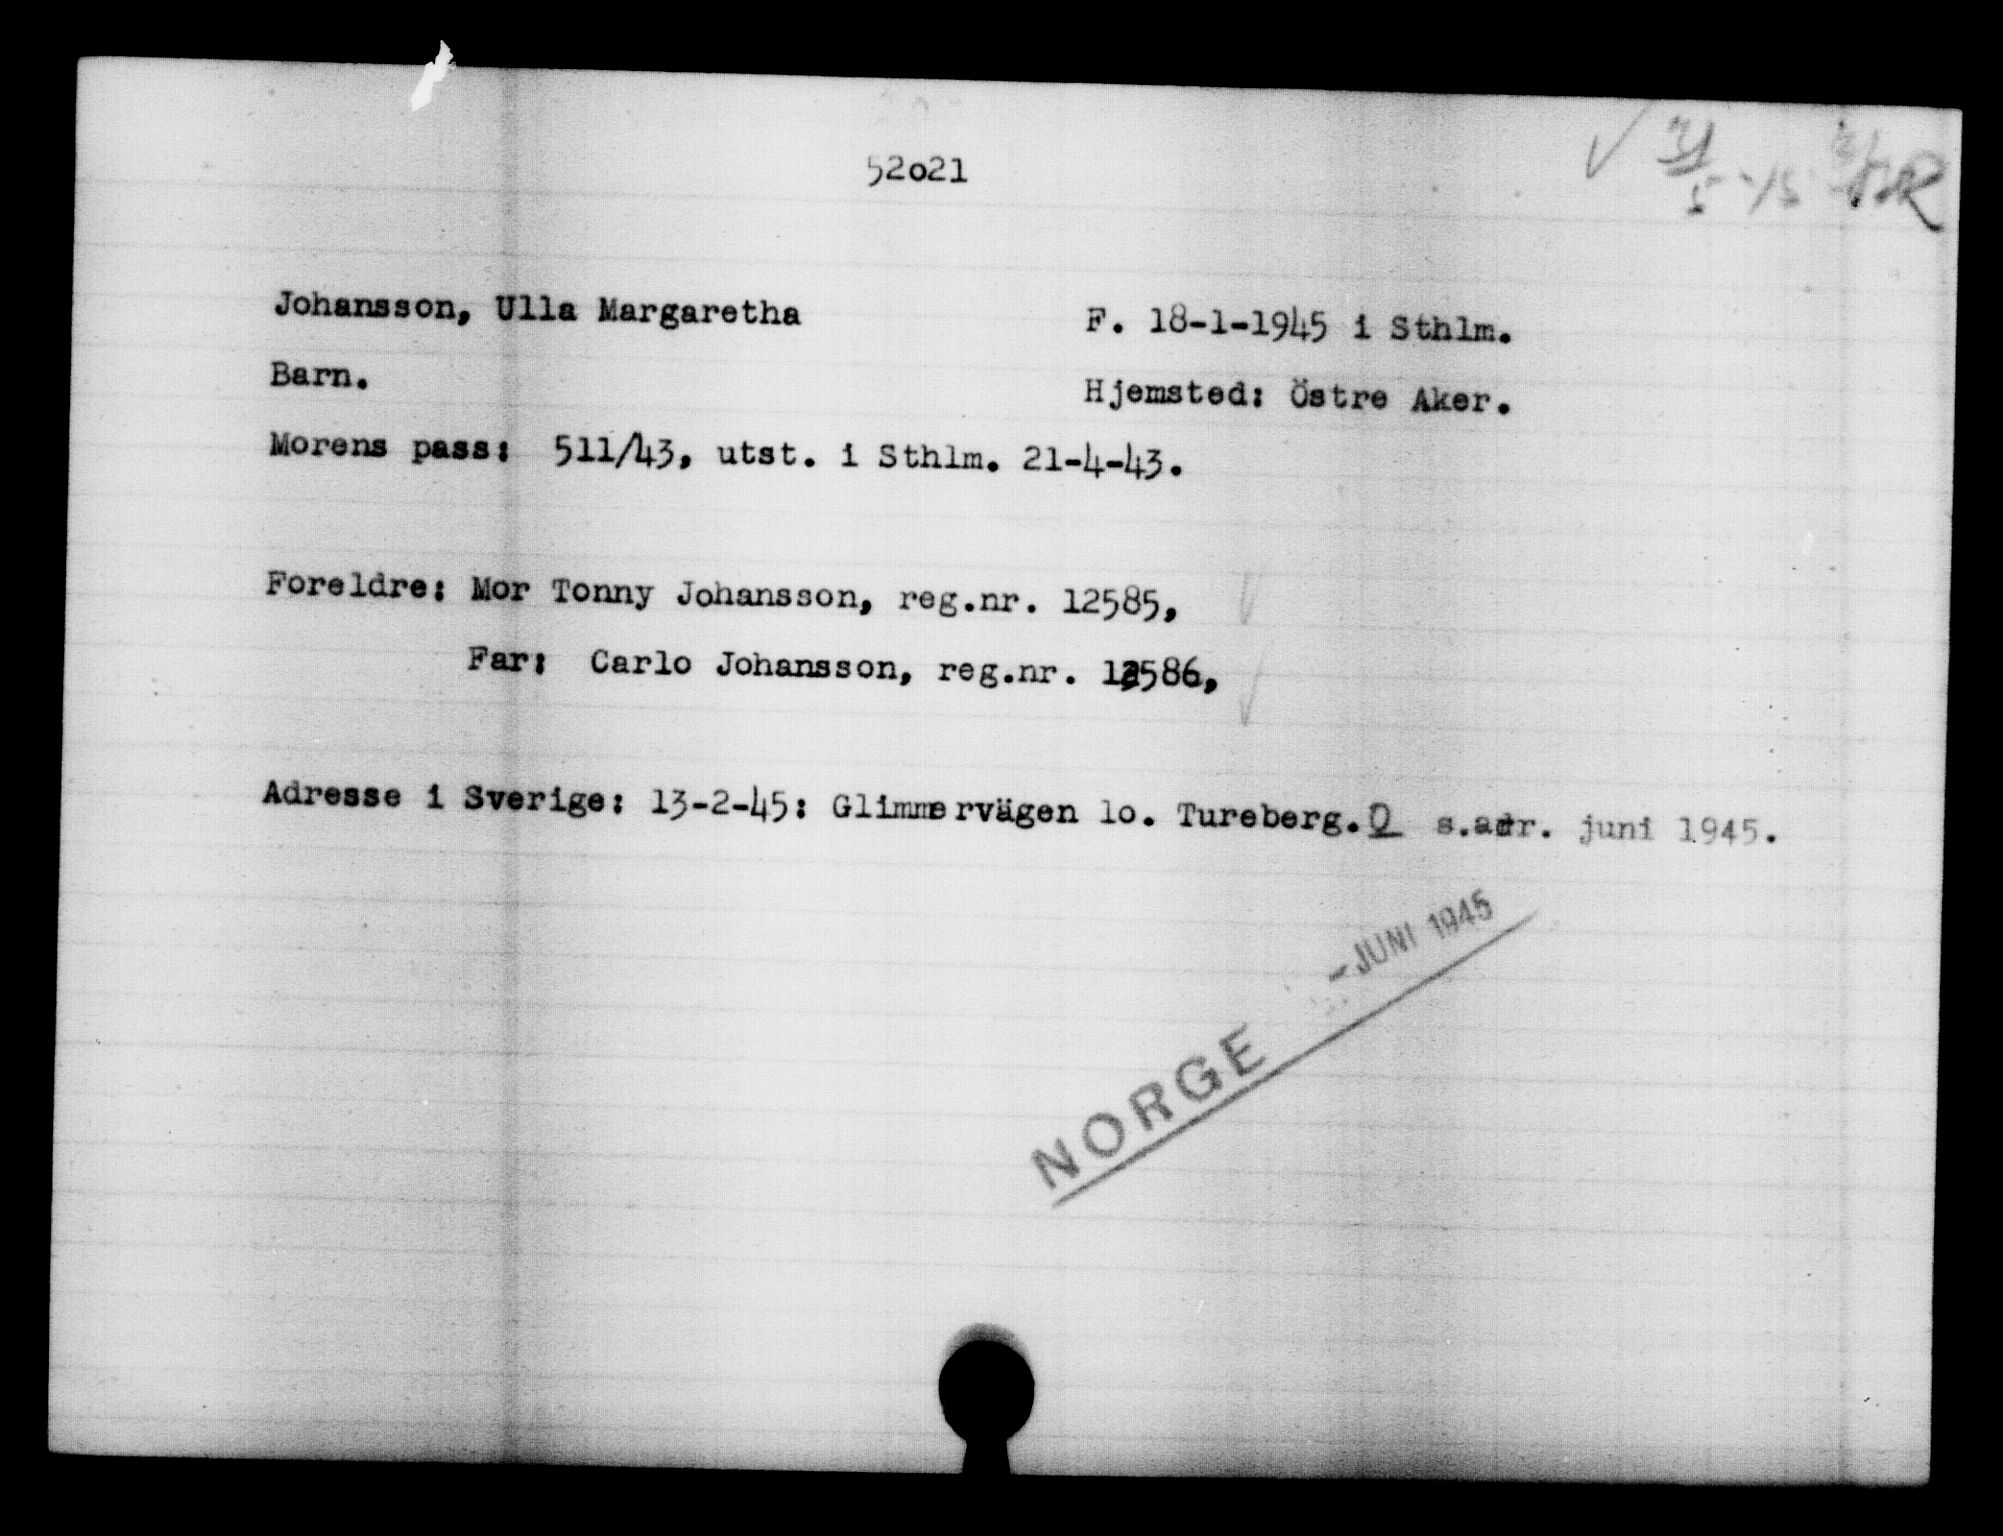 52o21
Johansson, Ulla Margaretha F. 18-1-1945 i Sthlm.
Barn. Hjemsted: Östre Aker.
Morens pass: 511/43, utst. i Sthlm. 21-4-43.
Foreldre: Mor Tonny Johansson, reg.nr. 12585,
Far: Carlo Johansson, reg.nr. 12586,
Adresse i Sverige: 13-2-45: Glimmervägen lo. Tureberg. O s.adr. juni 1945.
- JUNI 1945
NORGE